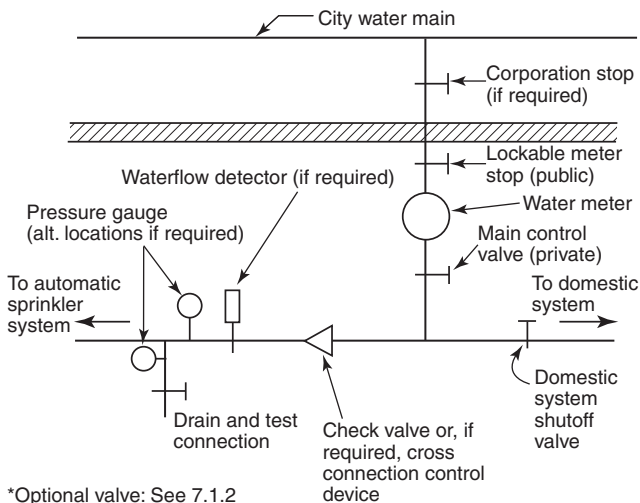 City water main
Corporation stop
(if required)
Lockable meter
stop (public)
Waterflow detector (if required)
Water meter
Pressure gauge
(alt. locations if required)
Main control
valve (private)
To automatic
sprinkler
system
To domestic
system
Drain and test
connection
Check valve or, if
required, cross
connection control
device
Domestic
system
shutoff
valve
*Optional valve: See 7.1.2